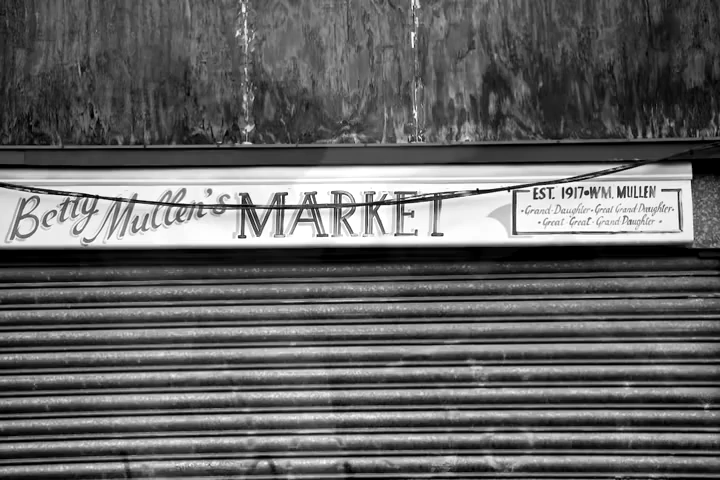 Betty Mullen's MARKET
EST. 1917•WM. MULLEN
•Grand-Daughter•Great Grand Daughter•
•Great-Great-Grand Daughter•